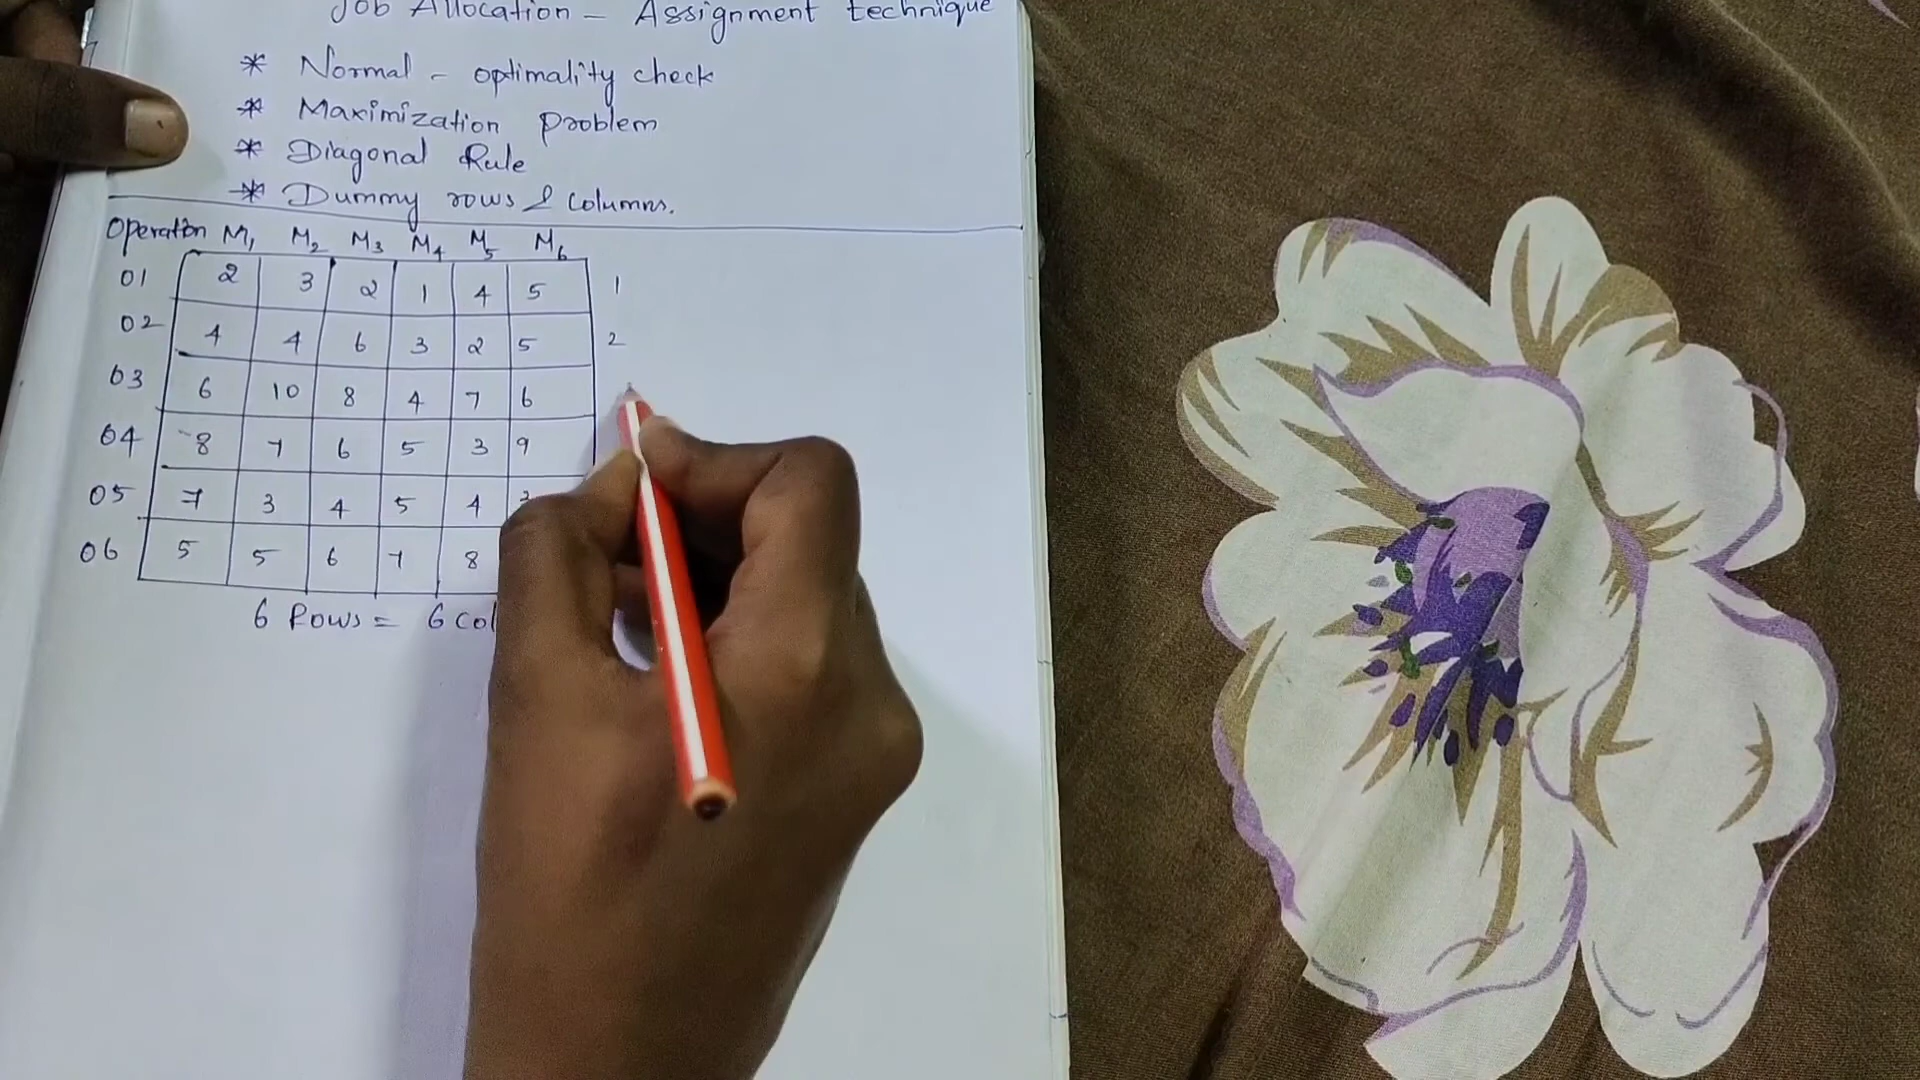 Job Allocation - Assignment technique
* Normal - optimality check
* Maximization problem
* Diagonal Rule
* Dummy rows & columns.
Operation M1 M2 M3 M4 M5 M6
01 2 3 2 1 4 5 1
02 4 4 6 3 2 5 2
03 6 10 8 4 7 6
04 8 7 6 5 3 9
05 7 3 4 5 4
06 5 5 6 7 8
6 Rows = 6 Col